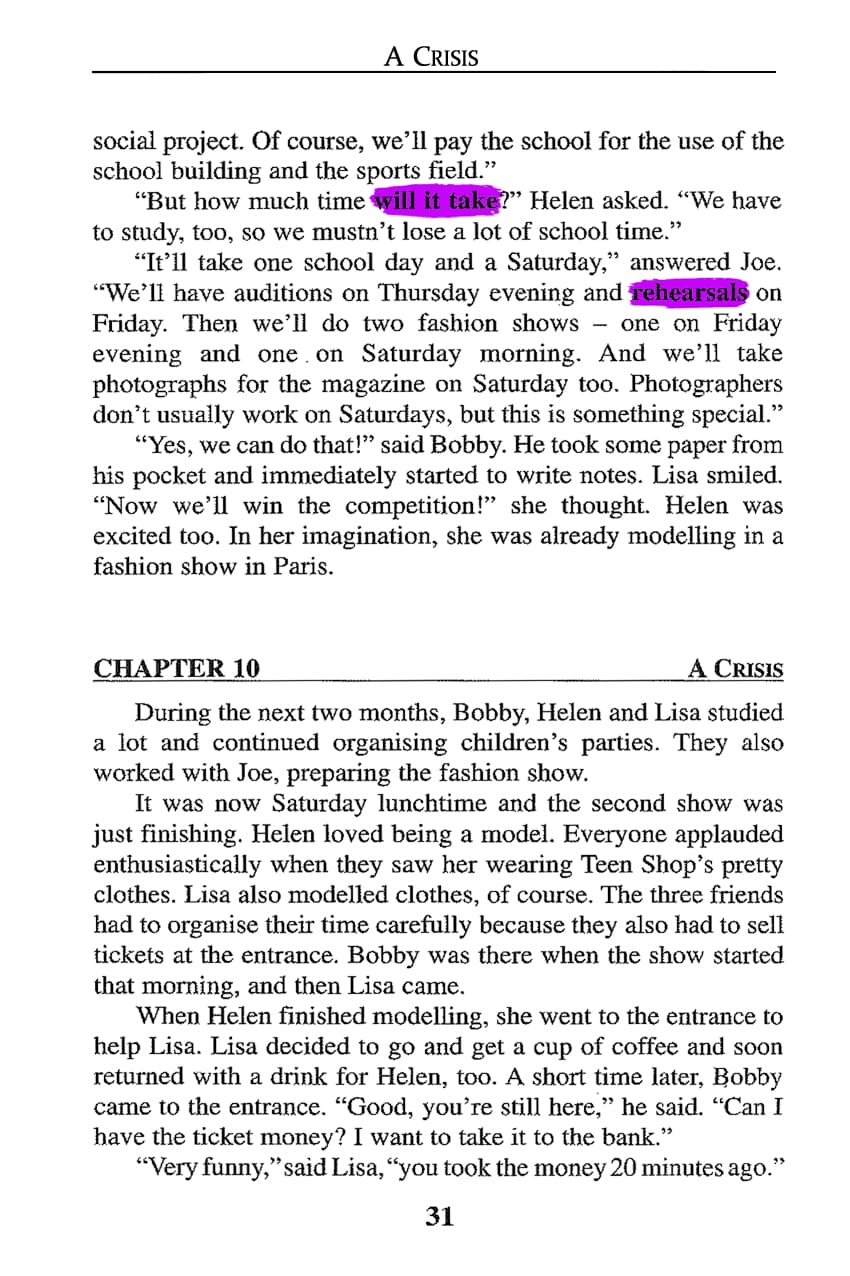 A CRISIS
social project. Of course, we'll pay the school for the use of the
school building and the sports field.”
“But how much time will it take?” Helen asked. “We have
to study, too, so we mustn't lose a lot of school time.”
“It'll take one school day and a Saturday,” answered Joe.
“We'll have auditions on Thursday evening and rehearsals on
Friday. Then we'll do two fashion shows – one on Friday
evening and one on Saturday morning. And we'll take
photographs for the magazine on Saturday too. Photographers
don't usually work on Saturdays, but this is something special.”
“Yes, we can do that!” said Bobby. He took some paper from
his pocket and immediately started to write notes. Lisa smiled.
“Now we'll win the competition!” she thought. Helen was
excited too. In her imagination, she was already modelling in a
fashion show in Paris.
CHAPTER 10 A CRISIS
During the next two months, Bobby, Helen and Lisa studied
a lot and continued organising children's parties. They also
worked with Joe, preparing the fashion show.
It was now Saturday lunchtime and the second show was
just finishing. Helen loved being a model. Everyone applauded
enthusiastically when they saw her wearing Teen Shop's pretty
clothes. Lisa also modelled clothes, of course. The three friends
had to organise their time carefully because they also had to sell
tickets at the entrance. Bobby was there when the show started
that morning, and then Lisa came.
When Helen finished modelling, she went to the entrance to
help Lisa. Lisa decided to go and get a cup of coffee and soon
returned with a drink for Helen, too. A short time later, Bobby
came to the entrance. “Good, you're still here,” he said. “Can I
have the ticket money? I want to take it to the bank.”
“Very funny,” said Lisa, “you took the money 20 minutes ago.”
31